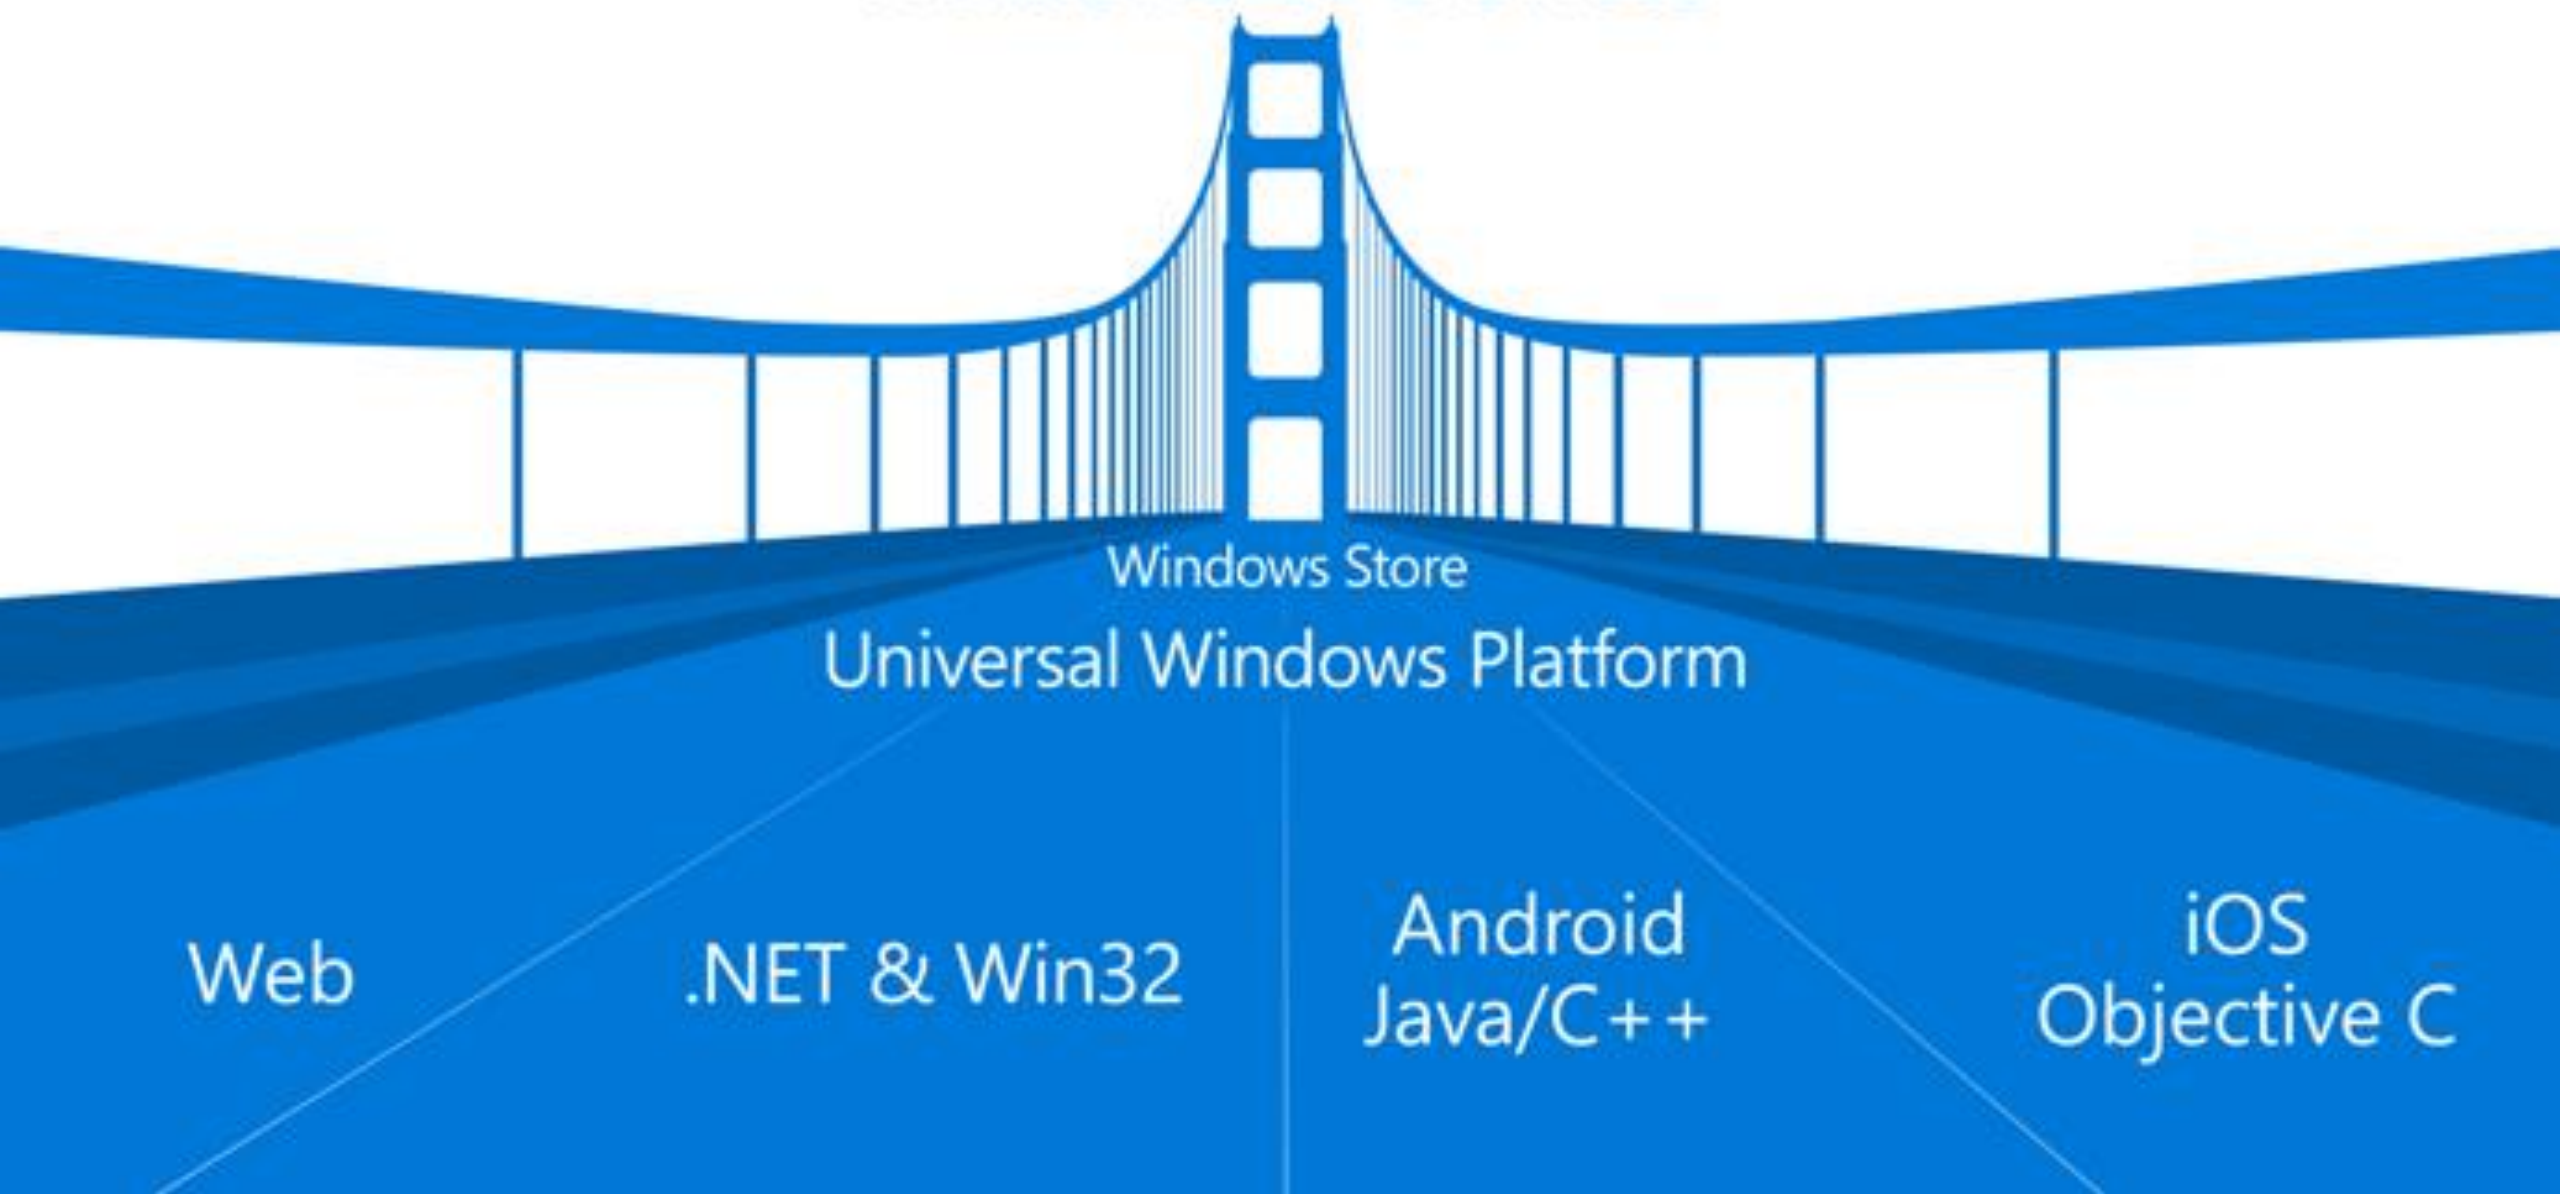 Windows Store
Universal Windows Platform
Web
.NET & Win32
Android
Java/C++
iOS
Objective C